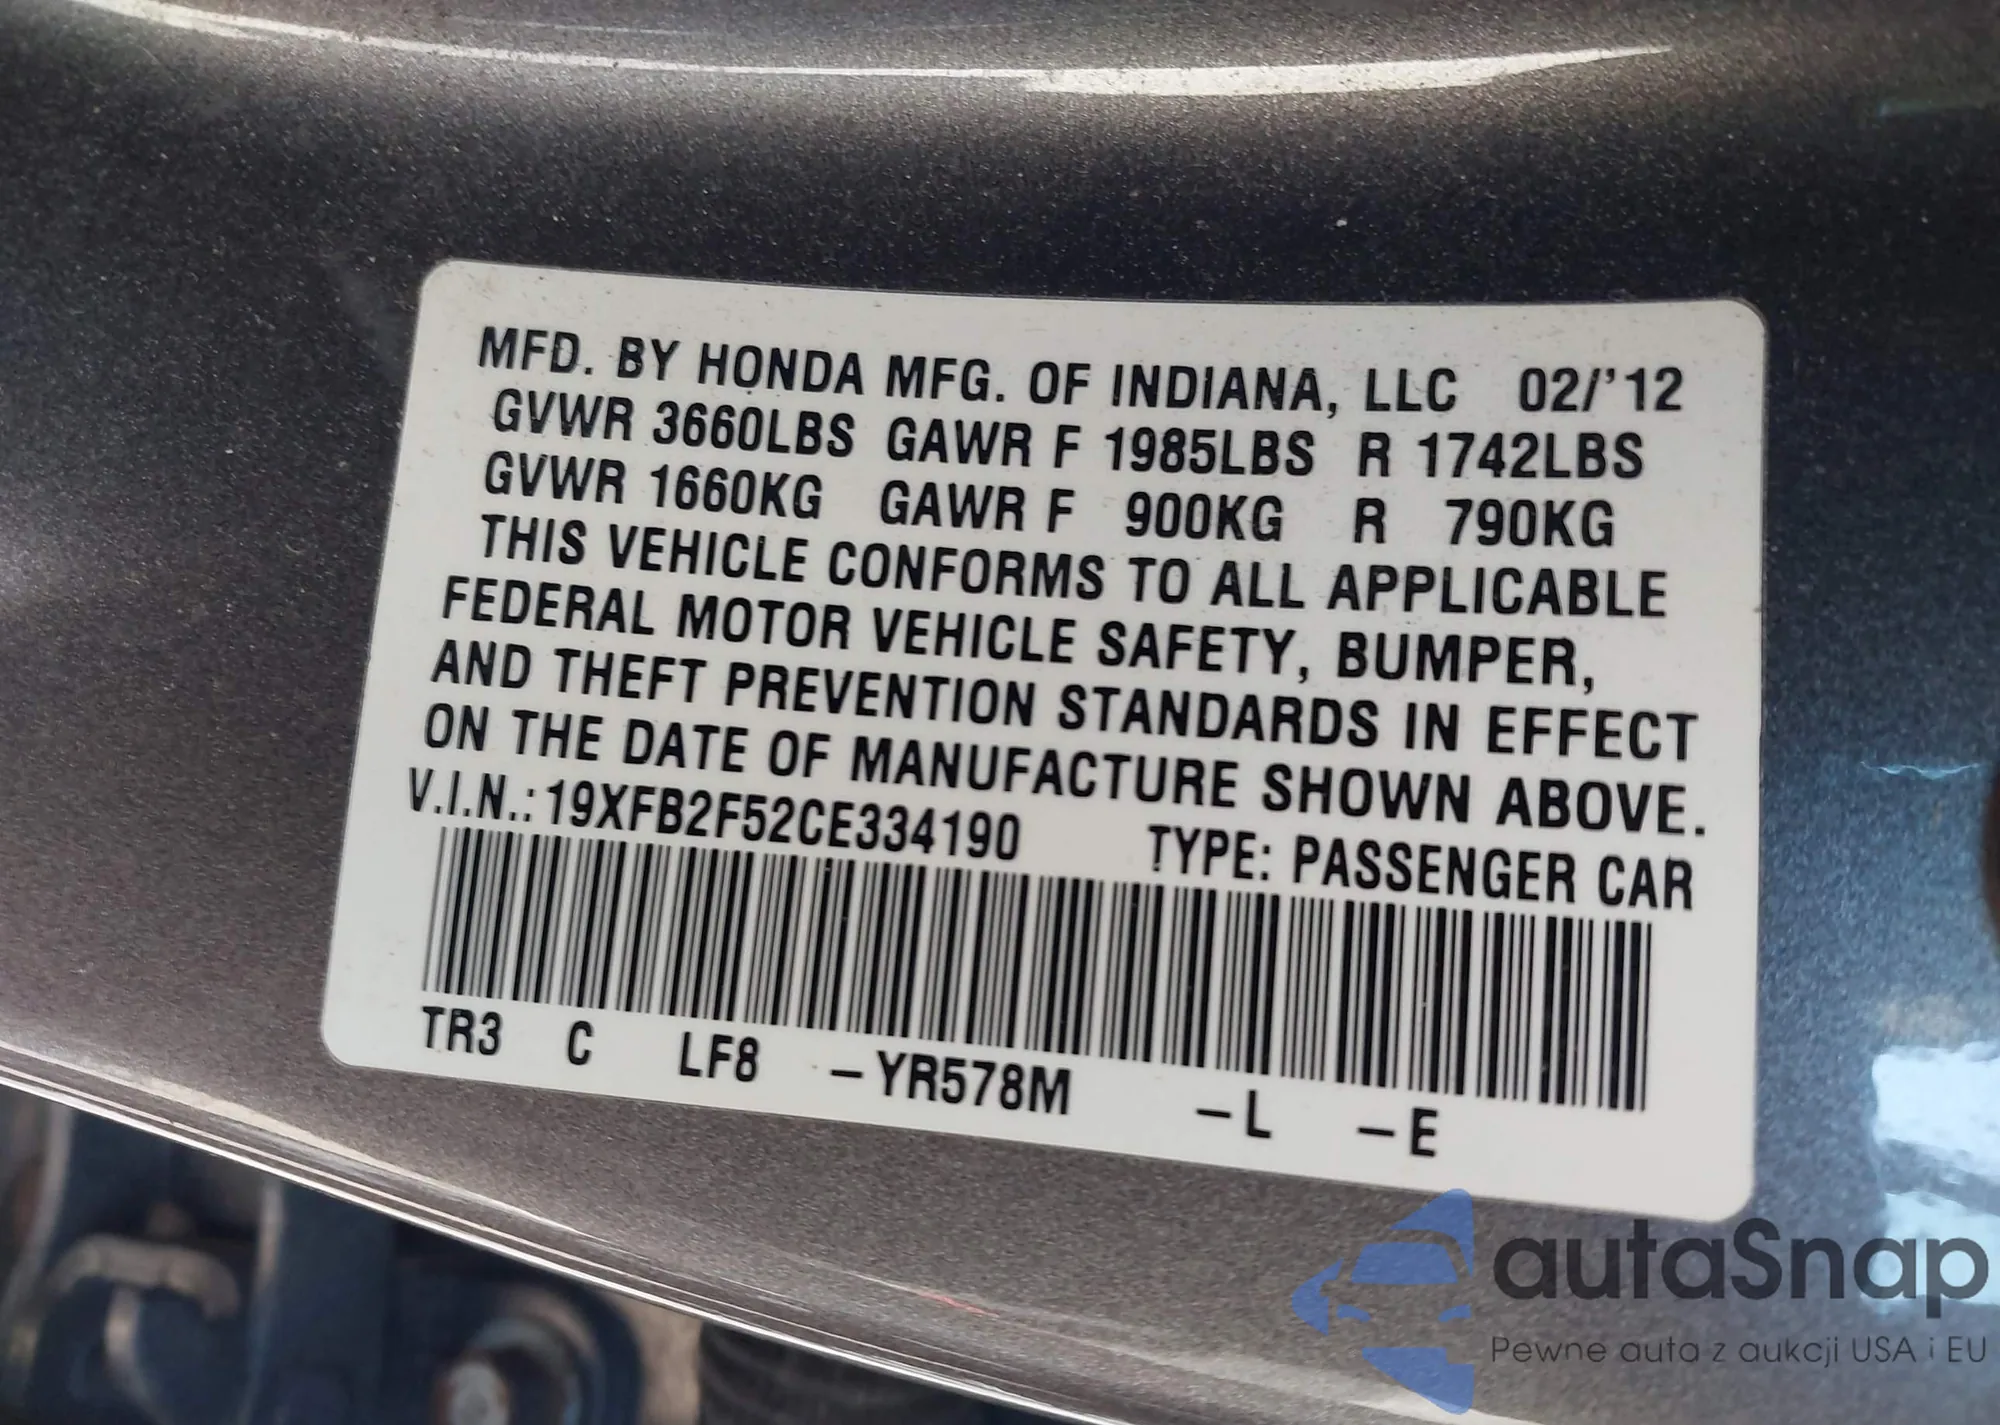 MFD. BY HONDA MFG. OF INDIANA, LLC 02/'12
GVWR 3660LBS GAWR F 1985LBS R 1742LBS
GVWR 1660KG GAWR F 900KG R 790KG
THIS VEHICLE CONFORMS TO ALL APPLICABLE
FEDERAL MOTOR VEHICLE SAFETY, BUMPER,
AND THEFT PREVENTION STANDARDS IN EFFECT
ON THE DATE OF MANUFACTURE SHOWN ABOVE.
V.I.N.: 19XFB2F52CE334190 TYPE: PASSENGER CAR
TR3 C LF8 –YR578M –L –E
autaSnap
Pewne auta z aukcji USA i EU